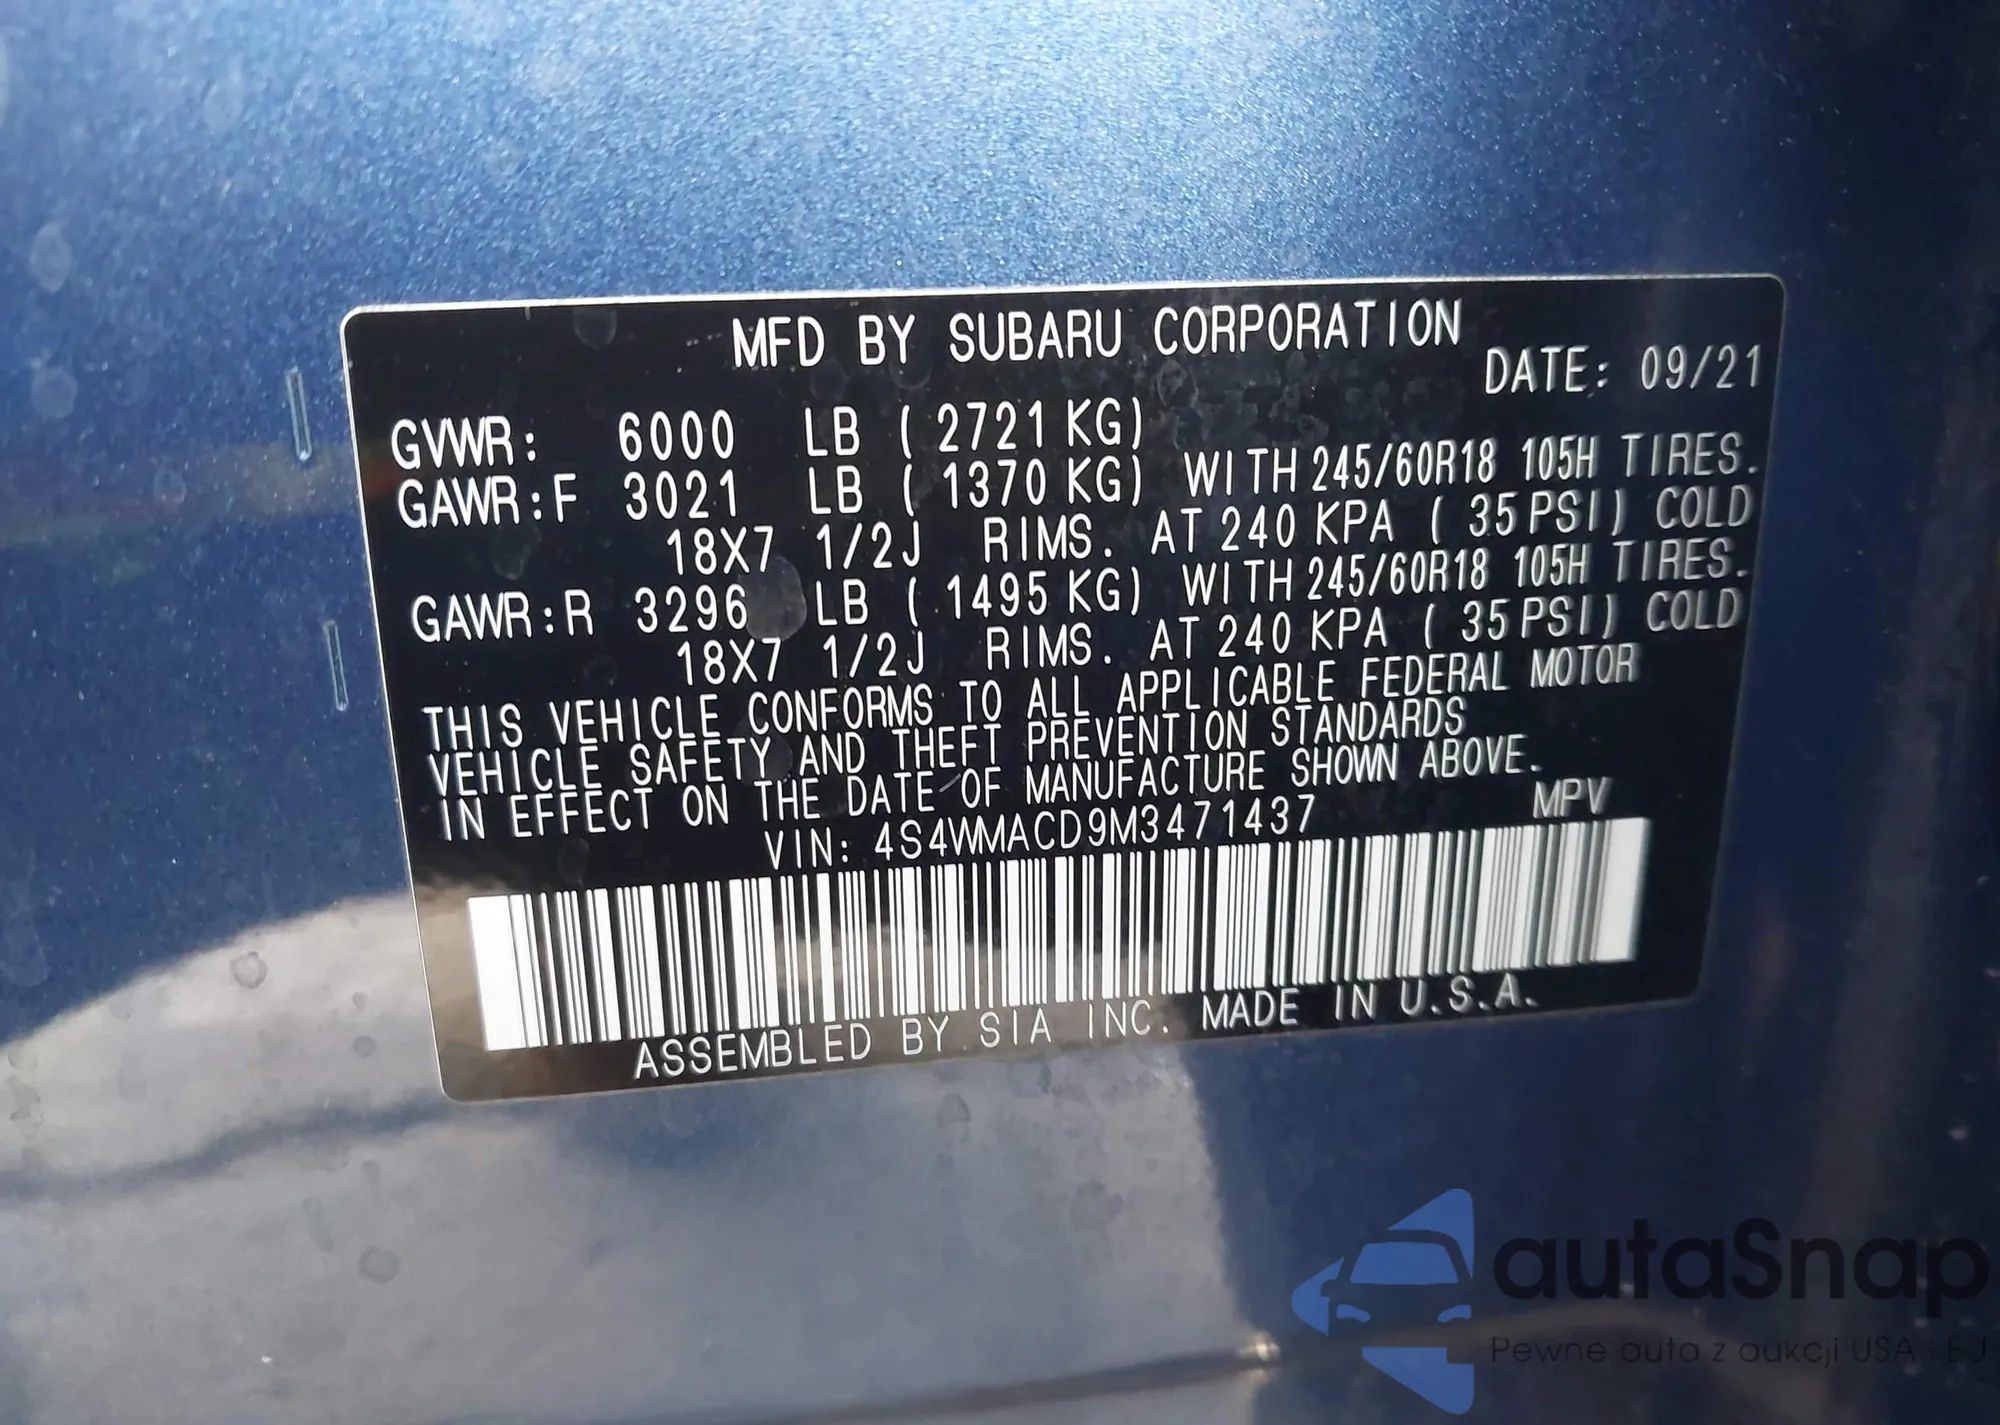 MFD BY SUBARU CORPORATION
DATE: 09/21
GVWR: 6000 LB ( 2721 KG)
GAWR:F 3021 LB ( 1370 KG) WITH 245/60R18 105H TIRES.
18X7 1/2J RIMS. AT 240 KPA ( 35 PSI) COLD
GAWR:R 3296 LB ( 1495 KG) WITH 245/60R18 105H TIRES.
18X7 1/2J RIMS. AT 240 KPA ( 35 PSI) COLD
THIS VEHICLE CONFORMS TO ALL APPLICABLE FEDERAL MOTOR
VEHICLE SAFETY AND THEFT PREVENTION STANDARDS
IN EFFECT ON THE DATE OF MANUFACTURE SHOWN ABOVE.
VIN: 4S4WMACD9M3471437
MPV
ASSEMBLED BY SIA INC. MADE IN U.S.A.
autaSnap
Pewne auta z aukcji USA i EU